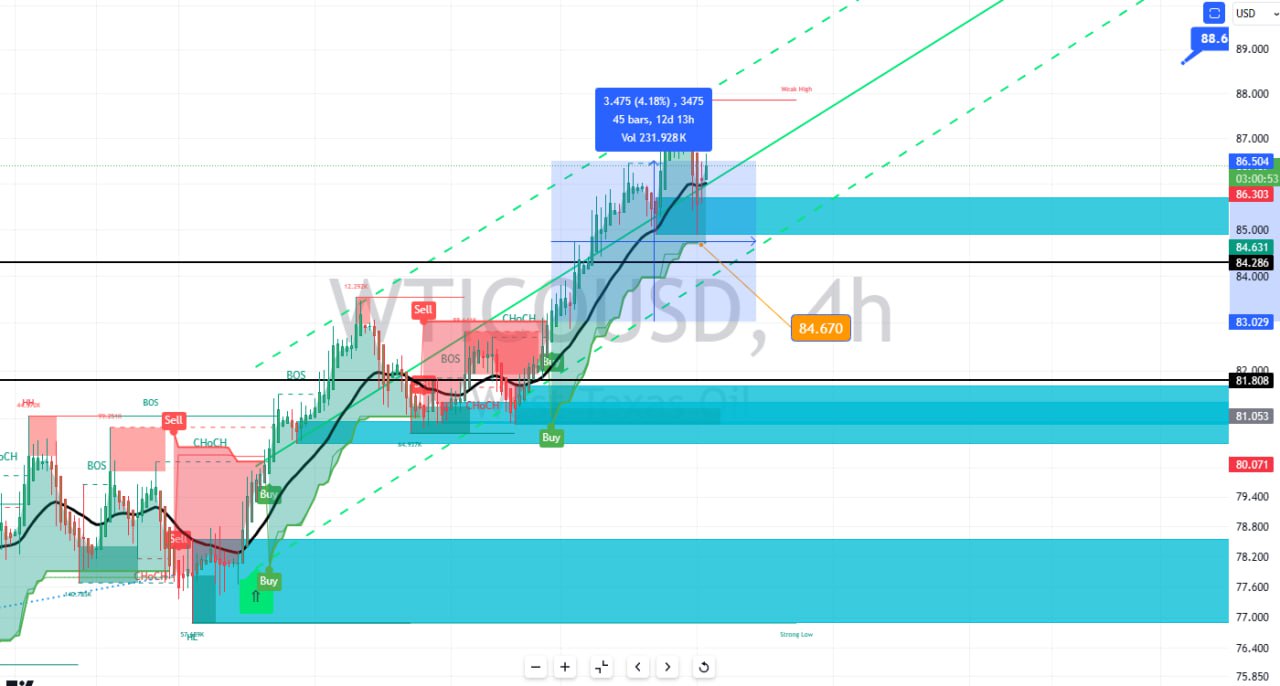 USD
88.6
89.000
Weak High
88.000
3.475 (4.18%) , 3475
45 bars, 12d 13h
Vol 231.928K
87.000
86.504
03:00:53
86.303
85.000
84.631
84.286
84.000
WTICOUSD, 4h
West Texas Oil
83.029
84.670
Sell
CHoCH
BOS
82.000
81.808
BOS
CHoCH
81.053
HH
BOS
Sell
CHoCH
Buy
BOS
80.071
Buy
79.400
78.800
Sell
78.200
CHoCH
Buy
77.600
77.000
HL
Strong Low
76.400
75.850